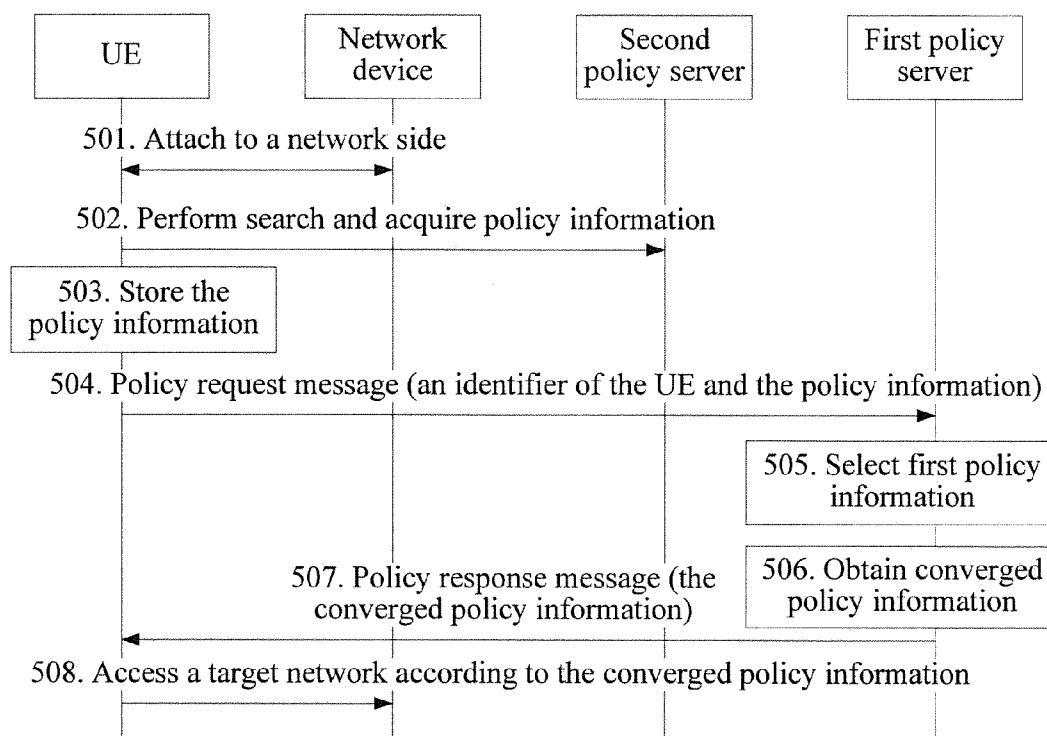 UE
Network
device
Second
policy server
First policy
server
501. Attach to a network side
502. Perform search and acquire policy information
503. Store the
policy information
504. Policy request message (an identifier of the UE and the policy information)
505. Select first policy
information
506. Obtain converged
policy information
507. Policy response message (the
converged policy information)
508. Access a target network according to the converged policy information